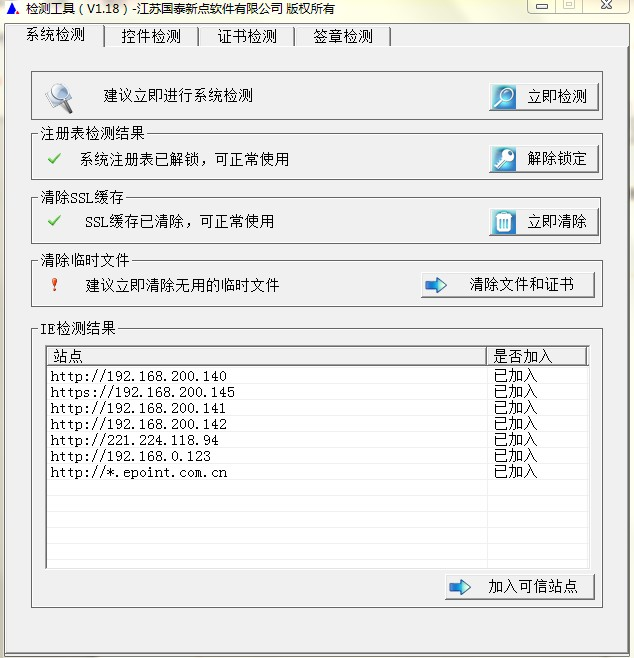 检测工具（V1.18）-江苏国泰新点软件有限公司 版权所有
系统检测 控件检测 证书检测 签章检测
建议立即进行系统检测 立即检测
注册表检测结果
系统注册表已解锁，可正常使用 解除锁定
清除SSL缓存
SSL缓存已清除，可正常使用 立即清除
清除临时文件
建议立即清除无用的临时文件 清除文件和证书
IE检测结果
站点 是否加入
http://192.168.200.140 已加入
https://192.168.200.145 已加入
http://192.168.200.141 已加入
http://192.168.200.142 已加入
http://221.224.118.94 已加入
http://192.168.0.123 已加入
http://*.epoint.com.cn 已加入
加入可信站点